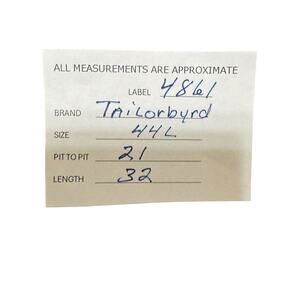 ALL MEASUREMENTS ARE APPROXIMATE
LABEL 4861
BRAND Tailorbyrd
SIZE 44L
PIT TO PIT 21
LENGTH 32